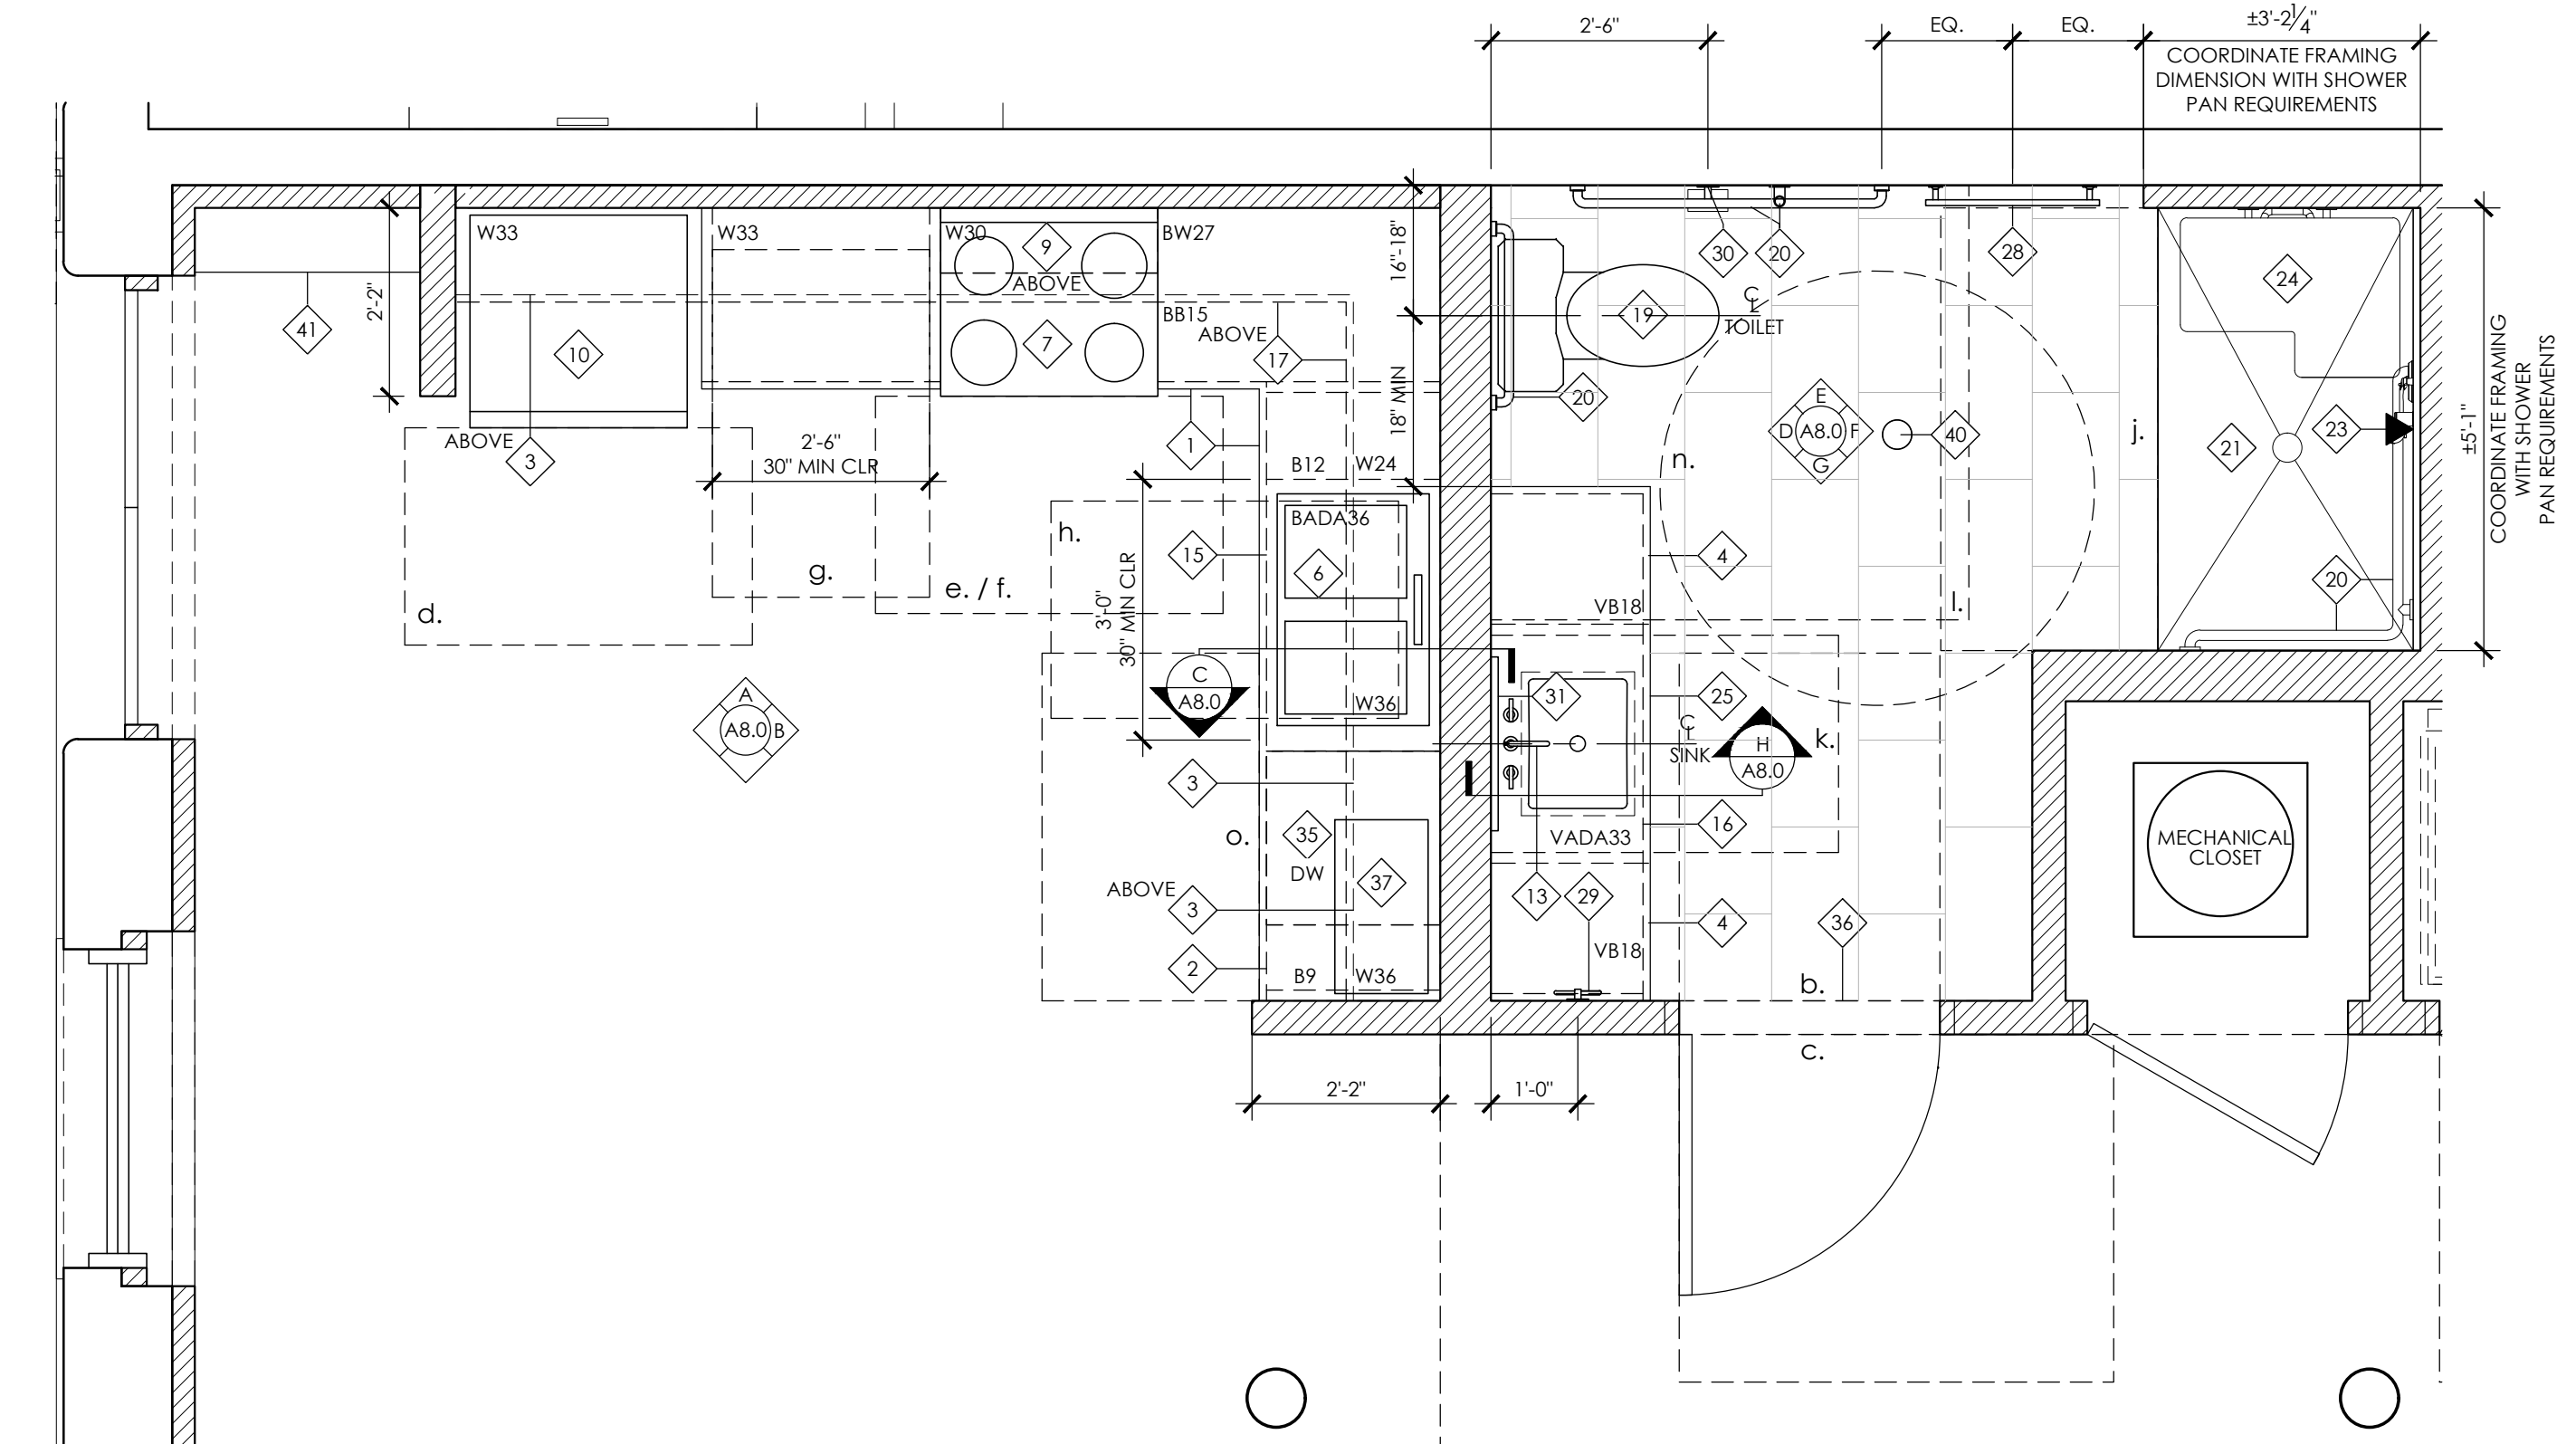 2'-6"
EQ.
EQ.
±3'-2 1/4"
COORDINATE FRAMING
DIMENSION WITH SHOWER
PAN REQUIREMENTS
W33
W33
W30
9
ABOVE
BW27
16"-18"
30
20
28
24
41
2'-2"
10
7
BB15
ABOVE
17
19
CL
TOILET
20
18" MIN
ABOVE
3
2'-6"
30" MIN CLR
1
B12
W24
n.
E
D
A8.0
F
G
40
j.
21
23
±5'-1"
COORDINATE FRAMING
WITH SHOWER
PAN REQUIREMENTS
d.
g.
e. / f.
h.
15
BADA36
6
3'-0"
30" MIN CLR
4
VB18
l.
20
A
A8.0
B
C
A8.0
W36
31
25
CL
SINK
H
A8.0
k.
3
o.
35
DW
37
ABOVE
3
16
VADA33
13
29
4
36
MECHANICAL
CLOSET
2
B9
W36
VB18
b.
c.
2'-2"
1'-0"